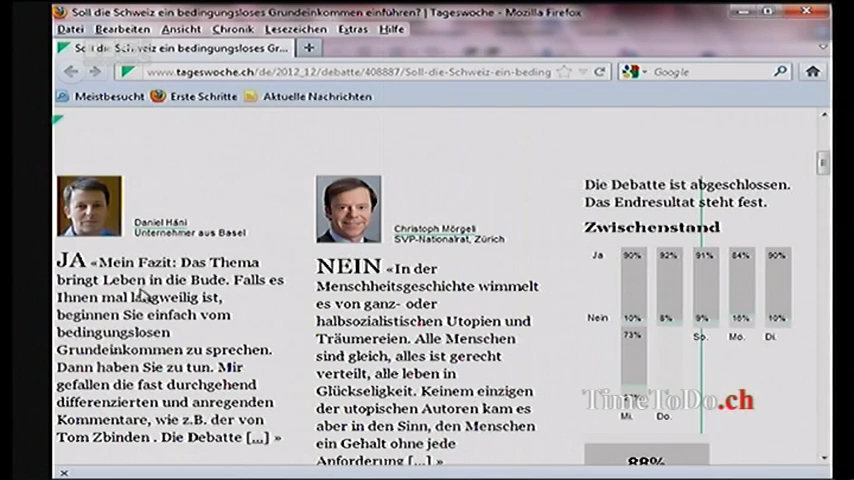 Soll die Schweiz ein bedingungsloses Grundeinkommen einführen? | Tageswoche - Mozilla Firefox
Datei Bearbeiten Ansicht Chronik Lesezeichen Extras Hilfe
Soll die Schweiz ein bedingungsloses Gr...
www.tageswoche.ch/de/2012_12/debatte/408887/Soll-die-Schweiz-ein-beding
Google
Meistbesucht Erste Schritte Aktuelle Nachrichten
Daniel Häni
Unternehmer aus Basel
JA «Mein Fazit: Das Thema
bringt Leben in die Bude. Falls es
Ihnen mal langweilig ist,
beginnen Sie einfach vom
bedingungslosen
Grundeinkommen zu sprechen.
Dann haben Sie zu tun. Mir
gefallen die fast durchgehend
differenzierten und anregenden
Kommentare, wie z.B. der von
Tom Zbinden . Die Debatte [...] »
Christoph Mörgeli
SVP-Nationalrat, Zürich
NEIN «In der
Menschheitsgeschichte wimmelt
es von ganz- oder
halbsozialistischen Utopien und
Träumereien. Alle Menschen
sind gleich, alles ist gerecht
verteilt, alle leben in
Glückseligkeit. Keinem einzigen
der utopischen Autoren kam es
aber in den Sinn, den Menschen
ein Gehalt ohne jede
Anforderung [...] »
Die Debatte ist abgeschlossen.
Das Endresultat steht fest.
Zwischenstand
Ja 90% 92% 91% 84% 90%
Nein 10% 8% 9% 16% 10%
73% So. Mo. Di.
Mi. Do.
88%
TimeToDo.ch